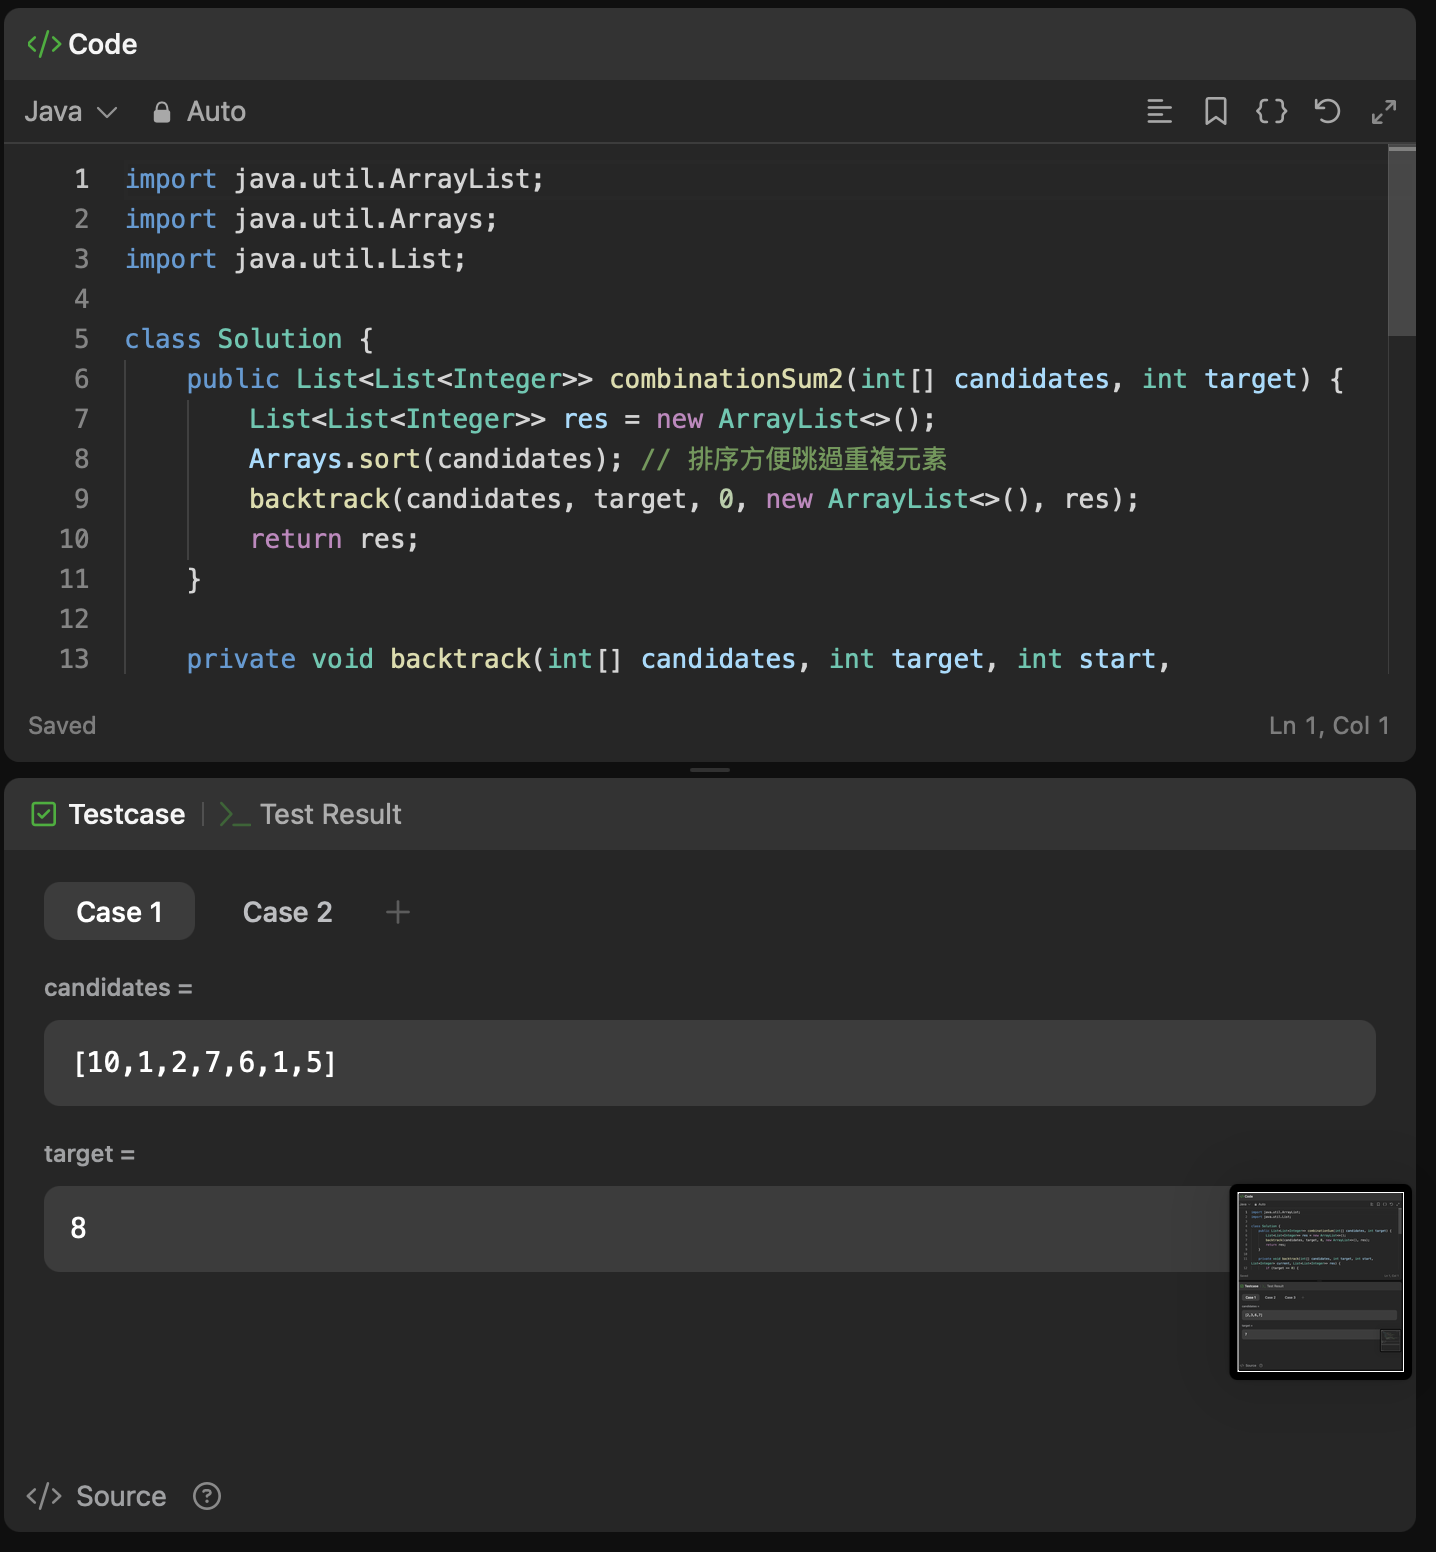 </> Code
Java Auto
1 import java.util.ArrayList;
2 import java.util.Arrays;
3 import java.util.List;
4
5 class Solution {
6 public List<List<Integer>> combinationSum2(int[] candidates, int target) {
7 List<List<Integer>> res = new ArrayList<>();
8 Arrays.sort(candidates); // 排序方便跳過重複元素
9 backtrack(candidates, target, 0, new ArrayList<>(), res);
10 return res;
11 }
12
13 private void backtrack(int[] candidates, int target, int start,
Saved Ln 1, Col 1
Testcase >_ Test Result
Case 1 Case 2 +
candidates =
[10,1,2,7,6,1,5]
target =
8
</> Source ?